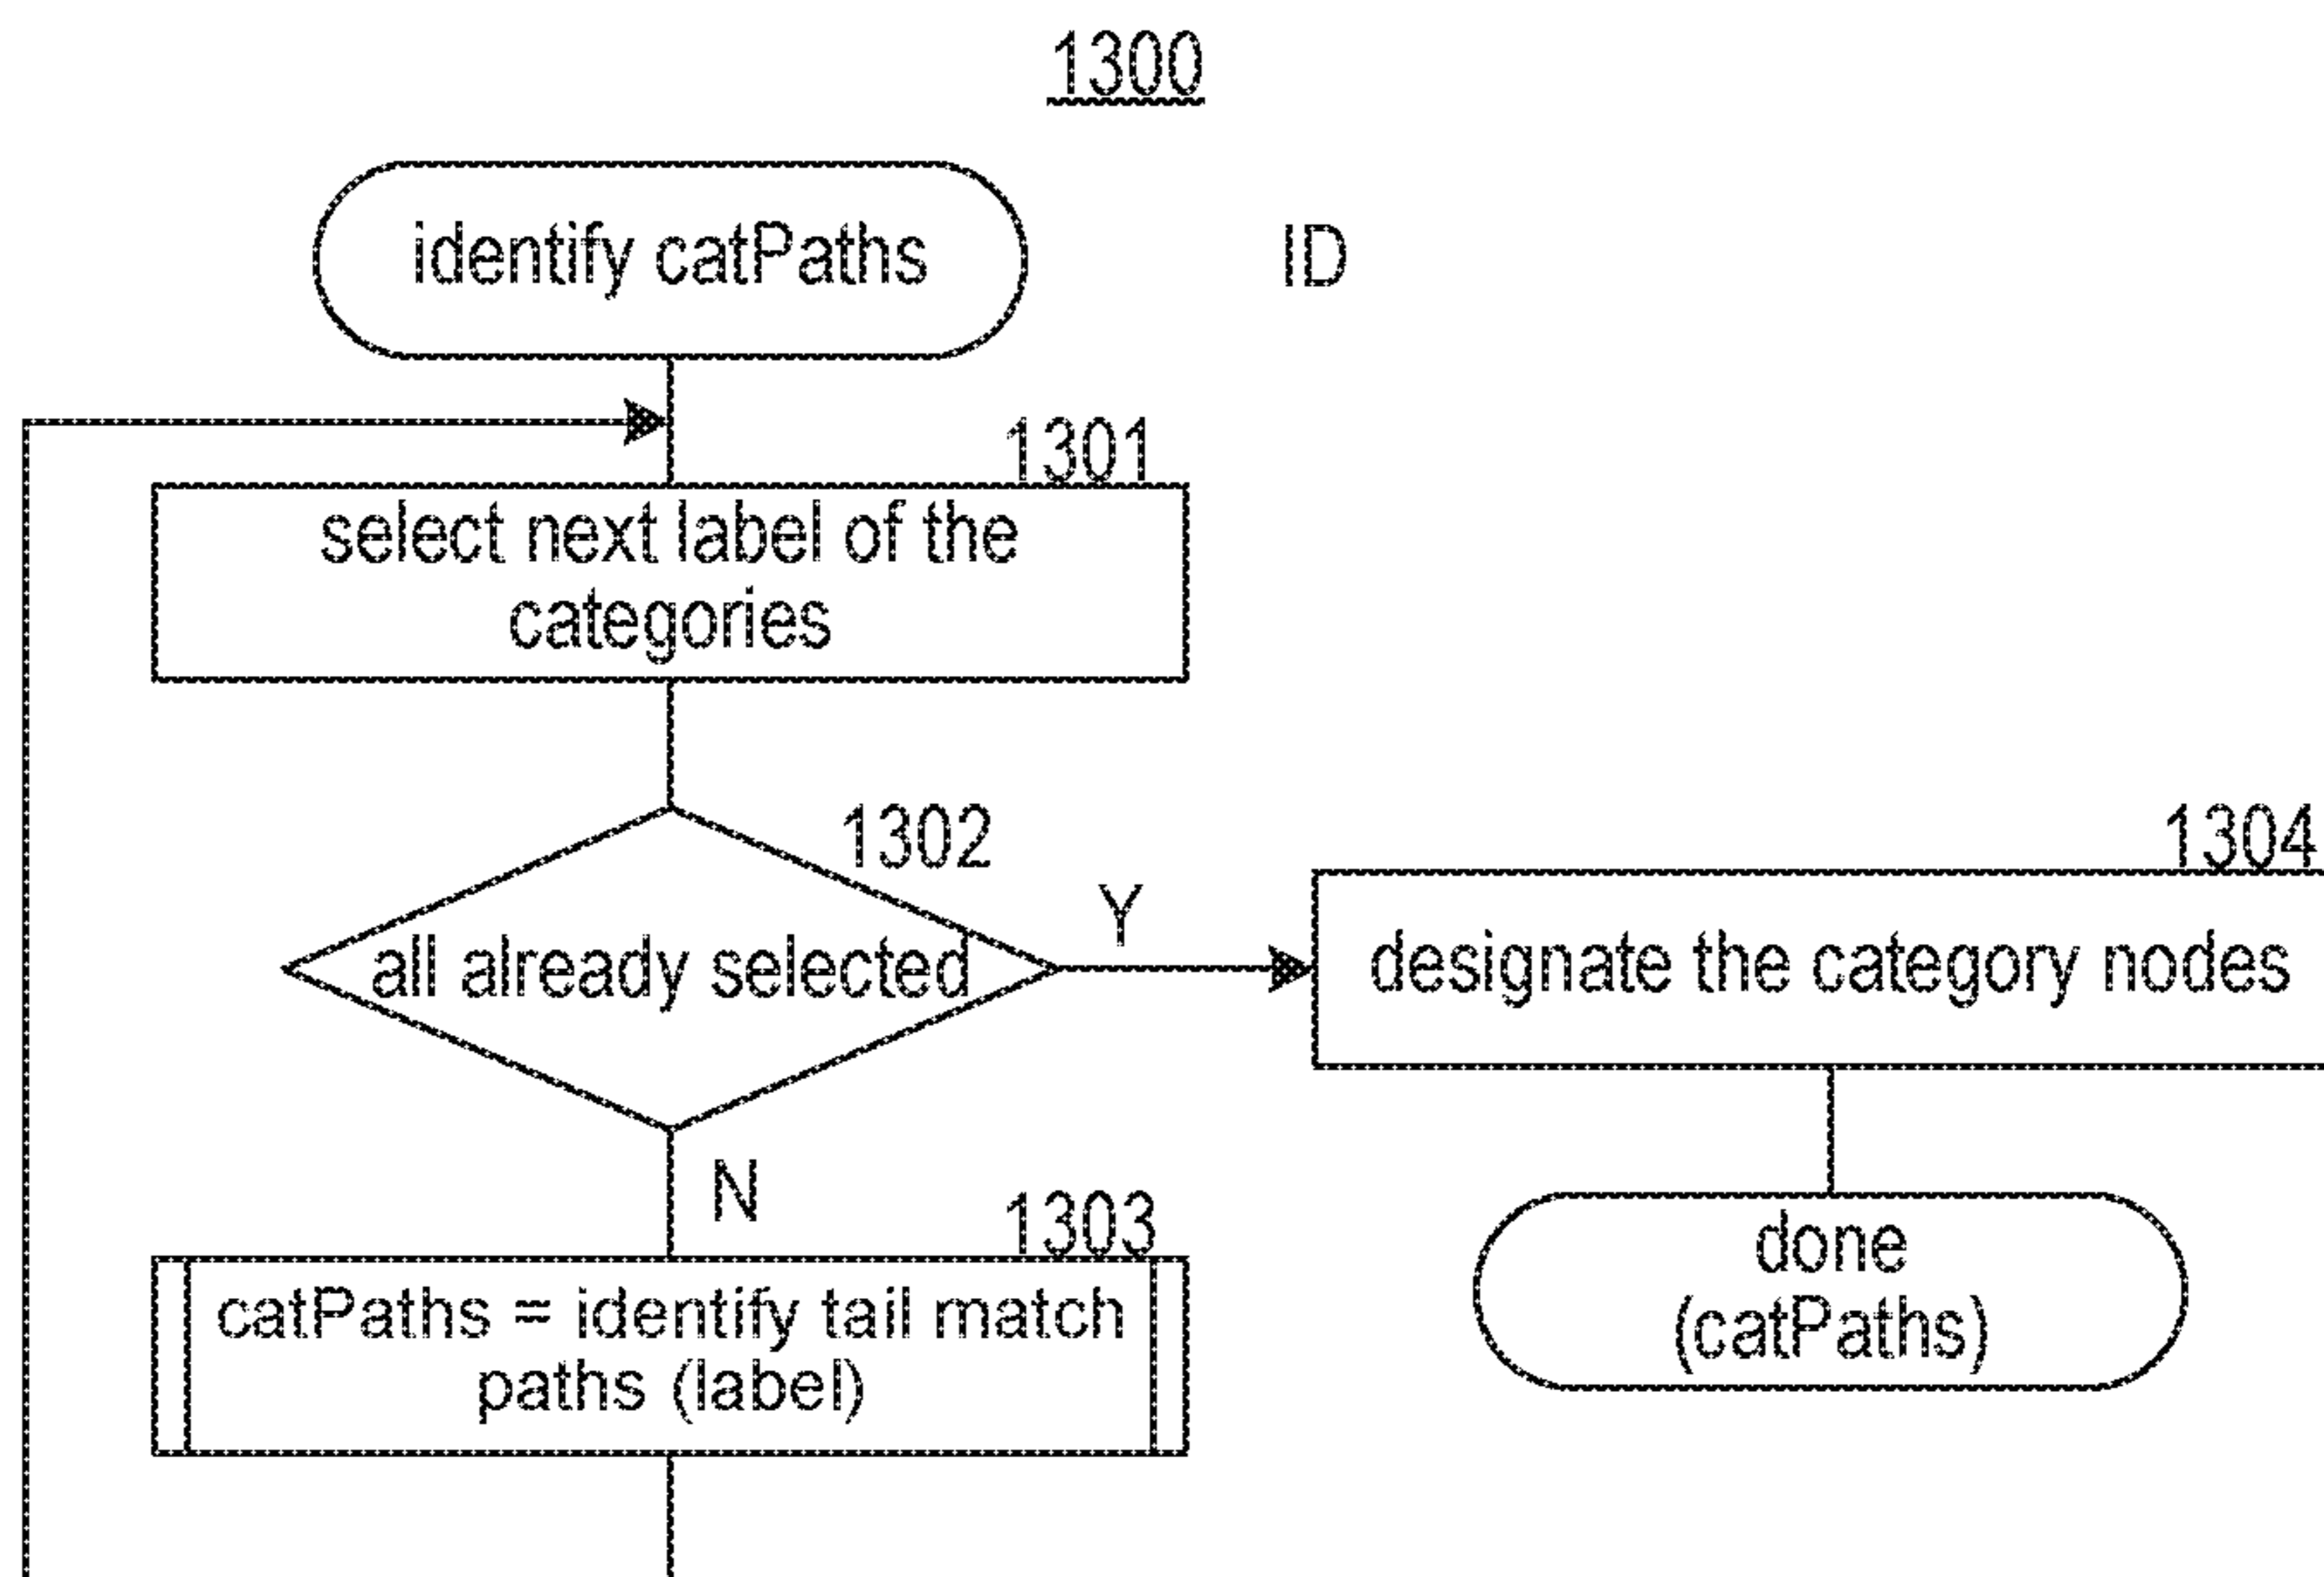 1300
identify catPaths
ID
1301
select next label of the
categories
1302
all already selected
Y
1304
designate the category nodes
N
1303
catPaths = identify tail match
paths (label)
done
(catPaths)